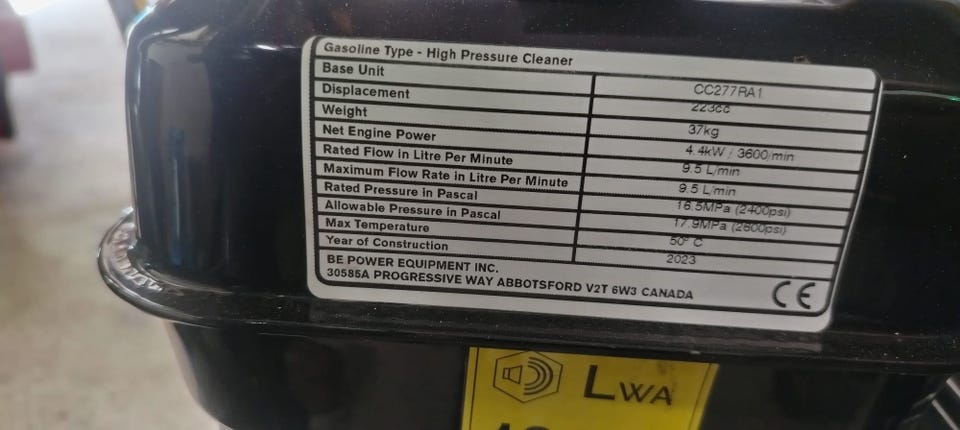 Gasoline Type - High Pressure Cleaner
Base Unit CC277RA1
Displacement 223cc
Weight 37kg
Net Engine Power 4.4kW / 3600/min
Rated Flow in Litre Per Minute 9.5 L/min
Maximum Flow Rate in Litre Per Minute 9.5 L/min
Rated Pressure in Pascal 16.5MPa (2400psi)
Allowable Pressure in Pascal 17.9MPa (2600psi)
Max Temperature 50° C
Year of Construction 2023
BE POWER EQUIPMENT INC.
30585A PROGRESSIVE WAY ABBOTSFORD V2T 6W3 CANADA
CE
LWA